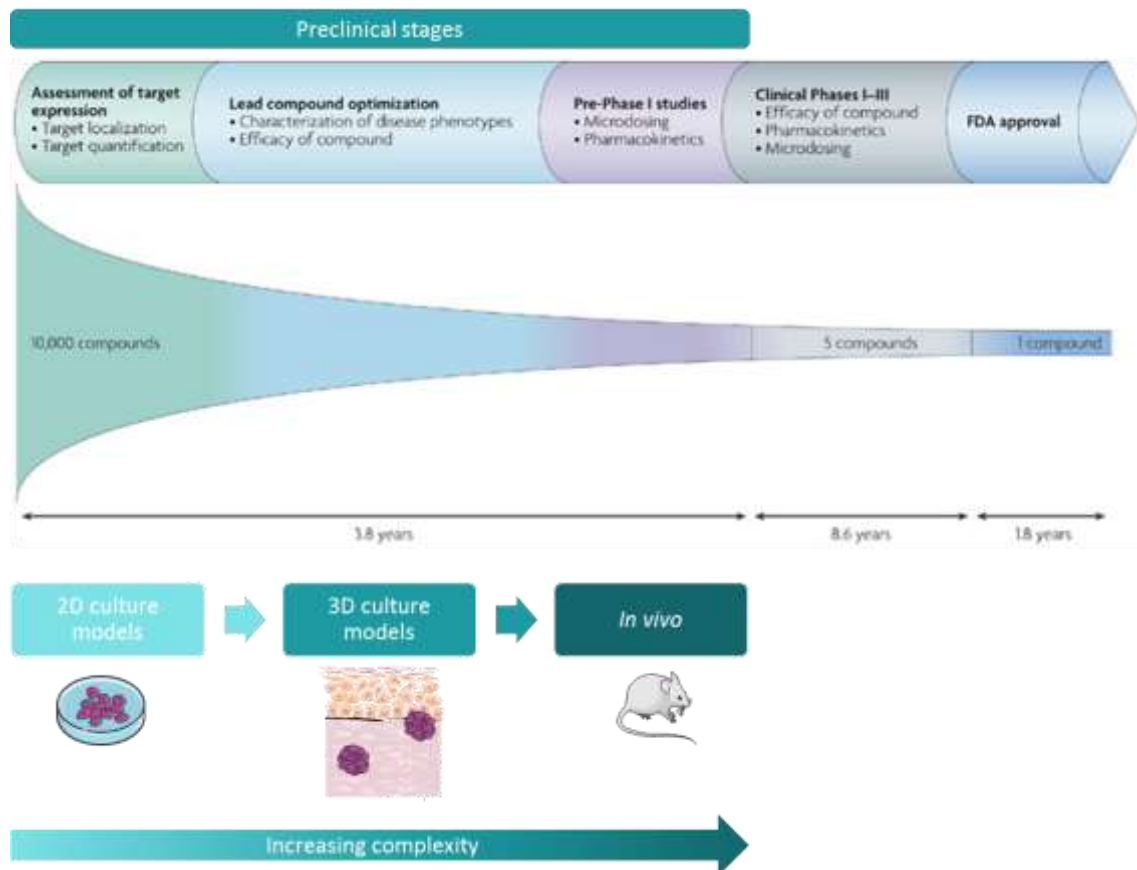 Preclinical stages
Assessment of target
expression
• Target localization
• Target quantification
Lead compound optimization
• Characterization of disease phenotypes
• Efficacy of compound
Pre-Phase I studies
• Microdosing
• Pharmacokinetics
Clinical Phases I–III
• Efficacy of compound
• Pharmacokinetics
• Microdosing
FDA approval
10,000 compounds
5 compounds
1 compound
3.8 years
8.6 years
1.8 years
2D culture
models
3D culture
models
In vivo
Increasing complexity